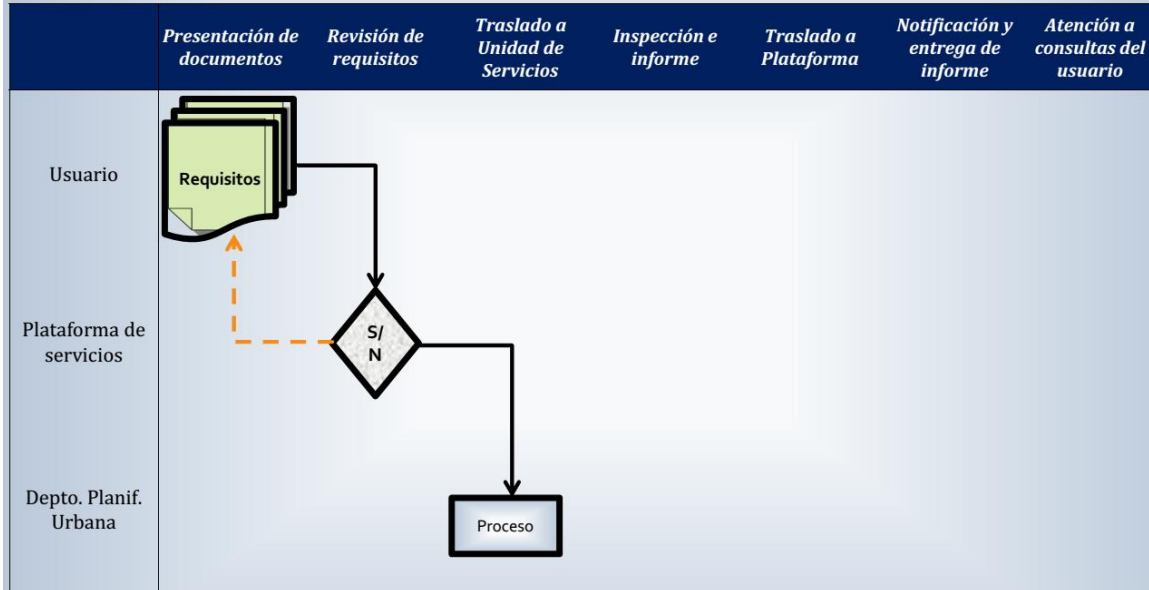 Presentación de
documentos
Revisión de
requisitos
Traslado a
Unidad de
Servicios
Inspección e
informe
Traslado a
Plataforma
Notificación y
entrega de
informe
Atención a
consultas del
usuario
Usuario
Requisitos
Plataforma de
servicios
S/
N
Depto. Planif.
Urbana
Proceso